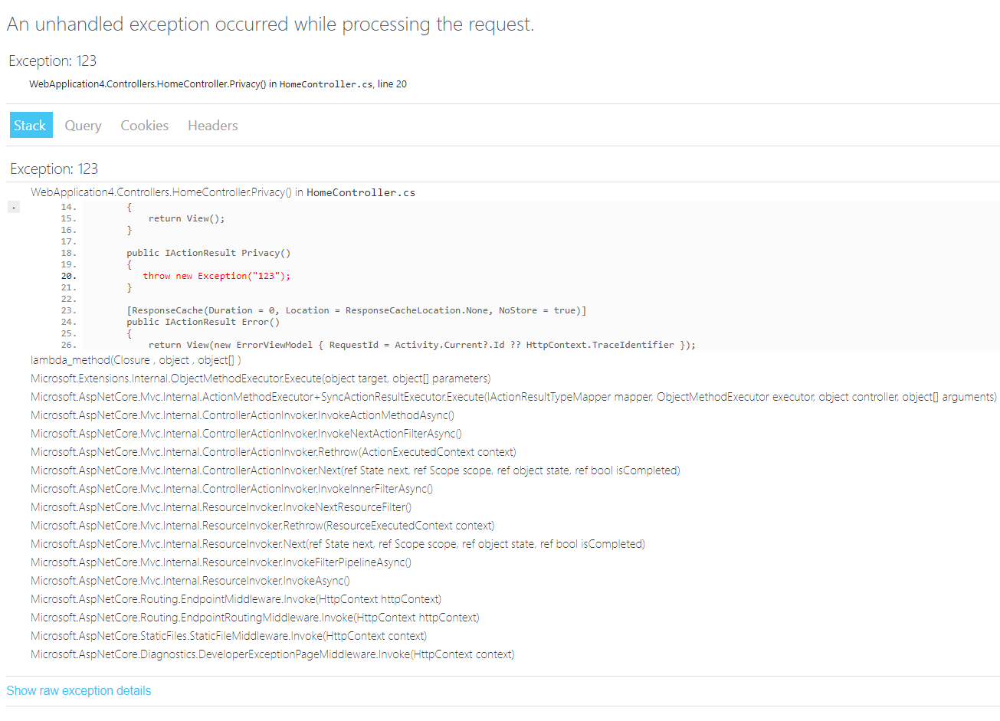 An unhandled exception occurred while processing the request.
Exception: 123
WebApplication4.Controllers.HomeController.Privacy() in HomeController.cs, line 20
Stack Query Cookies Headers
Exception: 123
WebApplication4.Controllers.HomeController.Privacy() in HomeController.cs
-
14. {
15. return View();
16. }
17.
18. public IActionResult Privacy()
19. {
20. throw new Exception("123");
21. }
22.
23. [ResponseCache(Duration = 0, Location = ResponseCacheLocation.None, NoStore = true)]
24. public IActionResult Error()
25. {
26. return View(new ErrorViewModel { RequestId = Activity.Current?.Id ?? HttpContext.TraceIdentifier });
lambda_method(Closure , object , object[] )
Microsoft.Extensions.Internal.ObjectMethodExecutor.Execute(object target, object[] parameters)
Microsoft.AspNetCore.Mvc.Internal.ActionMethodExecutor+SyncActionResultExecutor.Execute(IActionResultTypeMapper mapper, ObjectMethodExecutor executor, object controller, object[] arguments)
Microsoft.AspNetCore.Mvc.Internal.ControllerActionInvoker.InvokeActionMethodAsync()
Microsoft.AspNetCore.Mvc.Internal.ControllerActionInvoker.InvokeNextActionFilterAsync()
Microsoft.AspNetCore.Mvc.Internal.ControllerActionInvoker.Rethrow(ActionExecutedContext context)
Microsoft.AspNetCore.Mvc.Internal.ControllerActionInvoker.Next(ref State next, ref Scope scope, ref object state, ref bool isCompleted)
Microsoft.AspNetCore.Mvc.Internal.ControllerActionInvoker.InvokeInnerFilterAsync()
Microsoft.AspNetCore.Mvc.Internal.ResourceInvoker.InvokeNextResourceFilter()
Microsoft.AspNetCore.Mvc.Internal.ResourceInvoker.Rethrow(ResourceExecutedContext context)
Microsoft.AspNetCore.Mvc.Internal.ResourceInvoker.Next(ref State next, ref Scope scope, ref object state, ref bool isCompleted)
Microsoft.AspNetCore.Mvc.Internal.ResourceInvoker.InvokeFilterPipelineAsync()
Microsoft.AspNetCore.Mvc.Internal.ResourceInvoker.InvokeAsync()
Microsoft.AspNetCore.Routing.EndpointMiddleware.Invoke(HttpContext httpContext)
Microsoft.AspNetCore.Routing.EndpointRoutingMiddleware.Invoke(HttpContext httpContext)
Microsoft.AspNetCore.StaticFiles.StaticFileMiddleware.Invoke(HttpContext context)
Microsoft.AspNetCore.Diagnostics.DeveloperExceptionPageMiddleware.Invoke(HttpContext context)
Show raw exception details